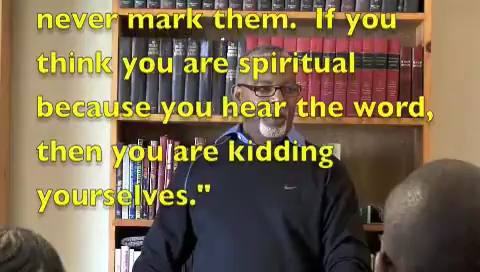 never mark them.  If you
think you are spiritual
because you hear the word,
then you are kidding
yourselves."